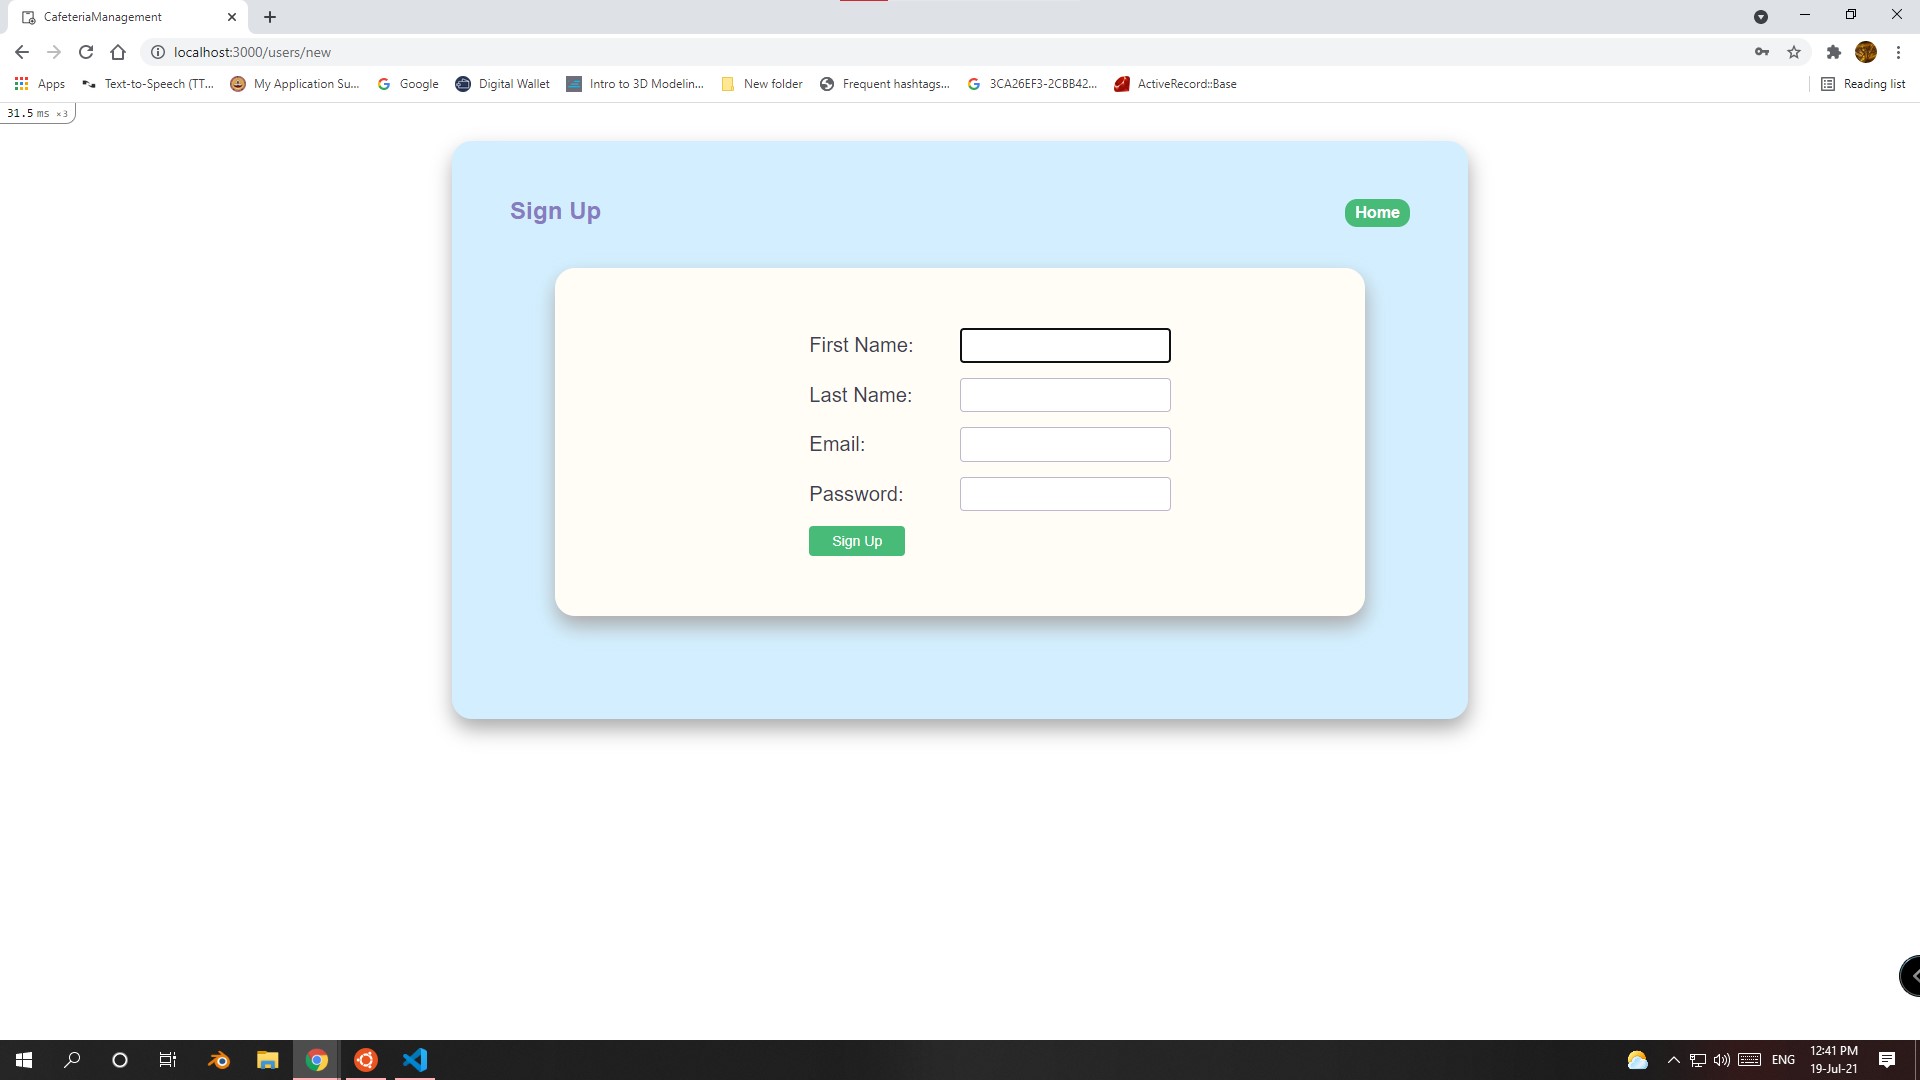 CafeteriaManagement
localhost:3000/users/new
Apps
Text-to-Speech (TT...
My Application Su...
Google
Digital Wallet
Intro to 3D Modelin...
New folder
Frequent hashtags...
3CA26EF3-2CBB42...
ActiveRecord::Base
Reading list
31.5 ms ×3
Sign Up
Home
First Name:
Last Name:
Email:
Password:
Sign Up
ENG
12:41 PM
19-Jul-21